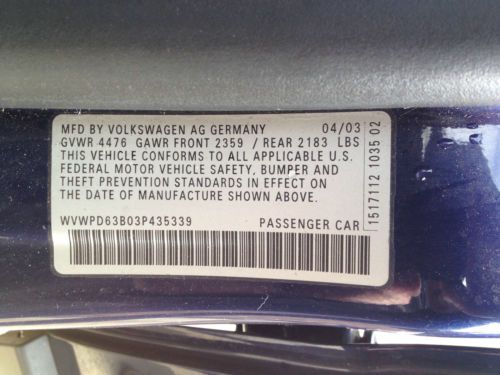 MFD BY VOLKSWAGEN AG GERMANY 04/03
GVWR 4476 GAWR FRONT 2359 / REAR 2183 LBS
THIS VEHICLE CONFORMS TO ALL APPLICABLE U.S.
FEDERAL MOTOR VEHICLE SAFETY, BUMPER AND
THEFT PREVENTION STANDARDS IN EFFECT ON
THE DATE OF MANUFACTURE SHOWN ABOVE.
WVWPD63B03P435339 PASSENGER CAR
1517112 1035 02